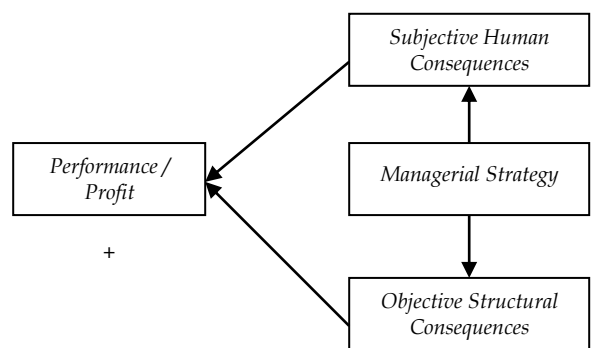 Subjective Human
Consequences
Performance /
Profit
Managerial Strategy
+
Objective Structural
Consequences